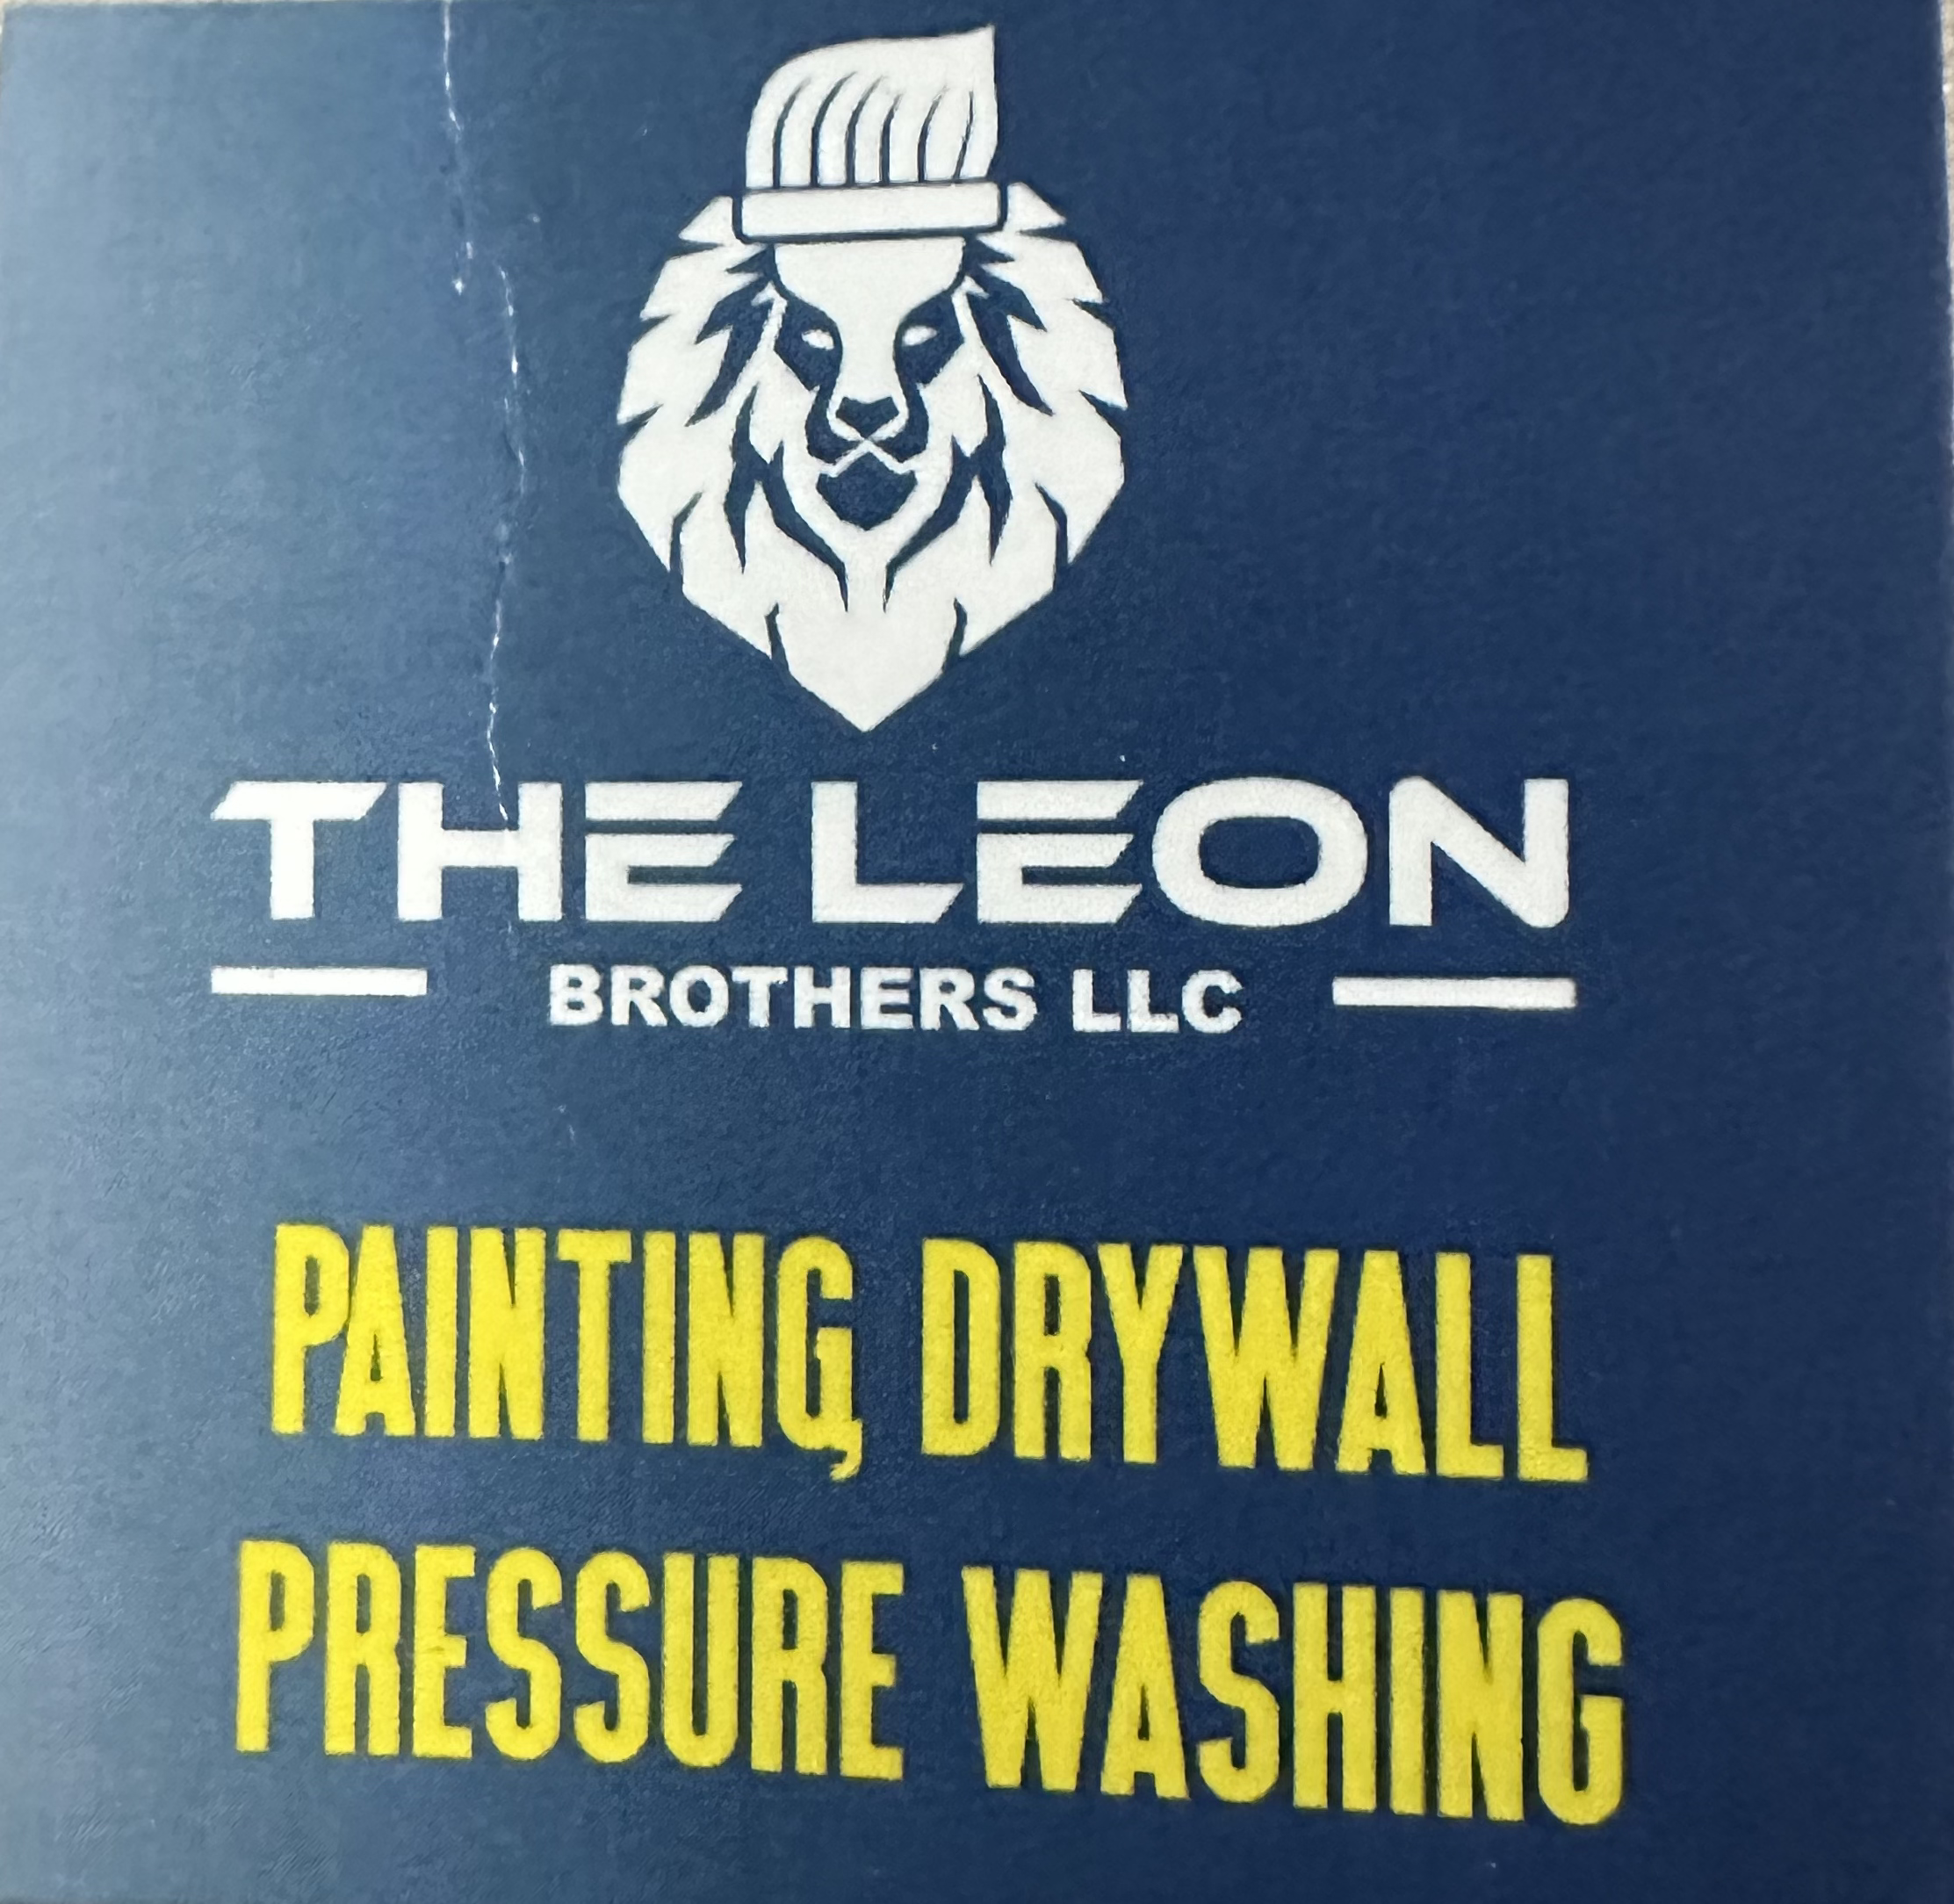 THE LEON
BROTHERS LLC
PAINTING, DRYWALL
PRESSURE WASHING